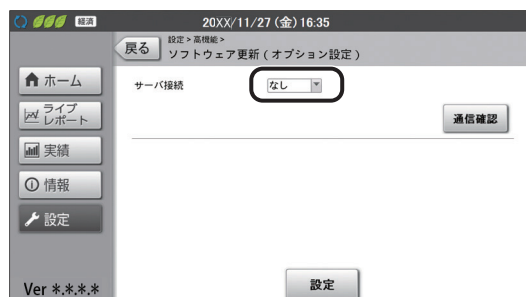 経済
20XX/11/27 (金) 16:35
戻る
設定 > 高機能 >
ソフトウェア更新 ( オプション設定 )
ホーム
ライブ
レポート
実績
情報
設定
Ver *.*.*.*
サーバ接続
なし
通信確認
設定